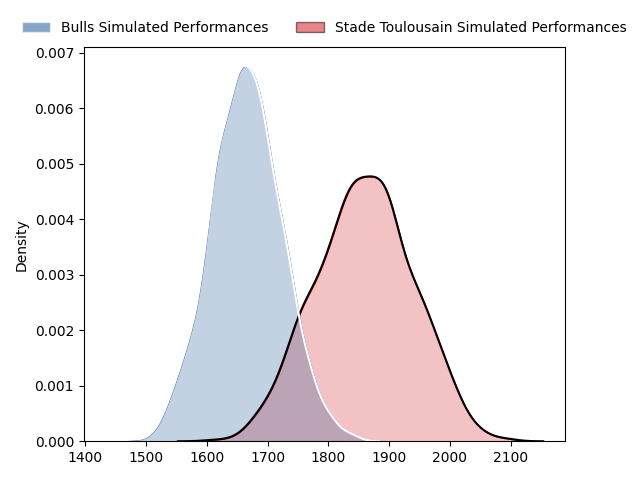 Bulls Simulated Performances
Stade Toulousain Simulated Performances
0.007
0.006
0.005
0.004
0.003
0.002
0.001
0.000
Density
1400 1500 1600 1700 1800 1900 2000 2100